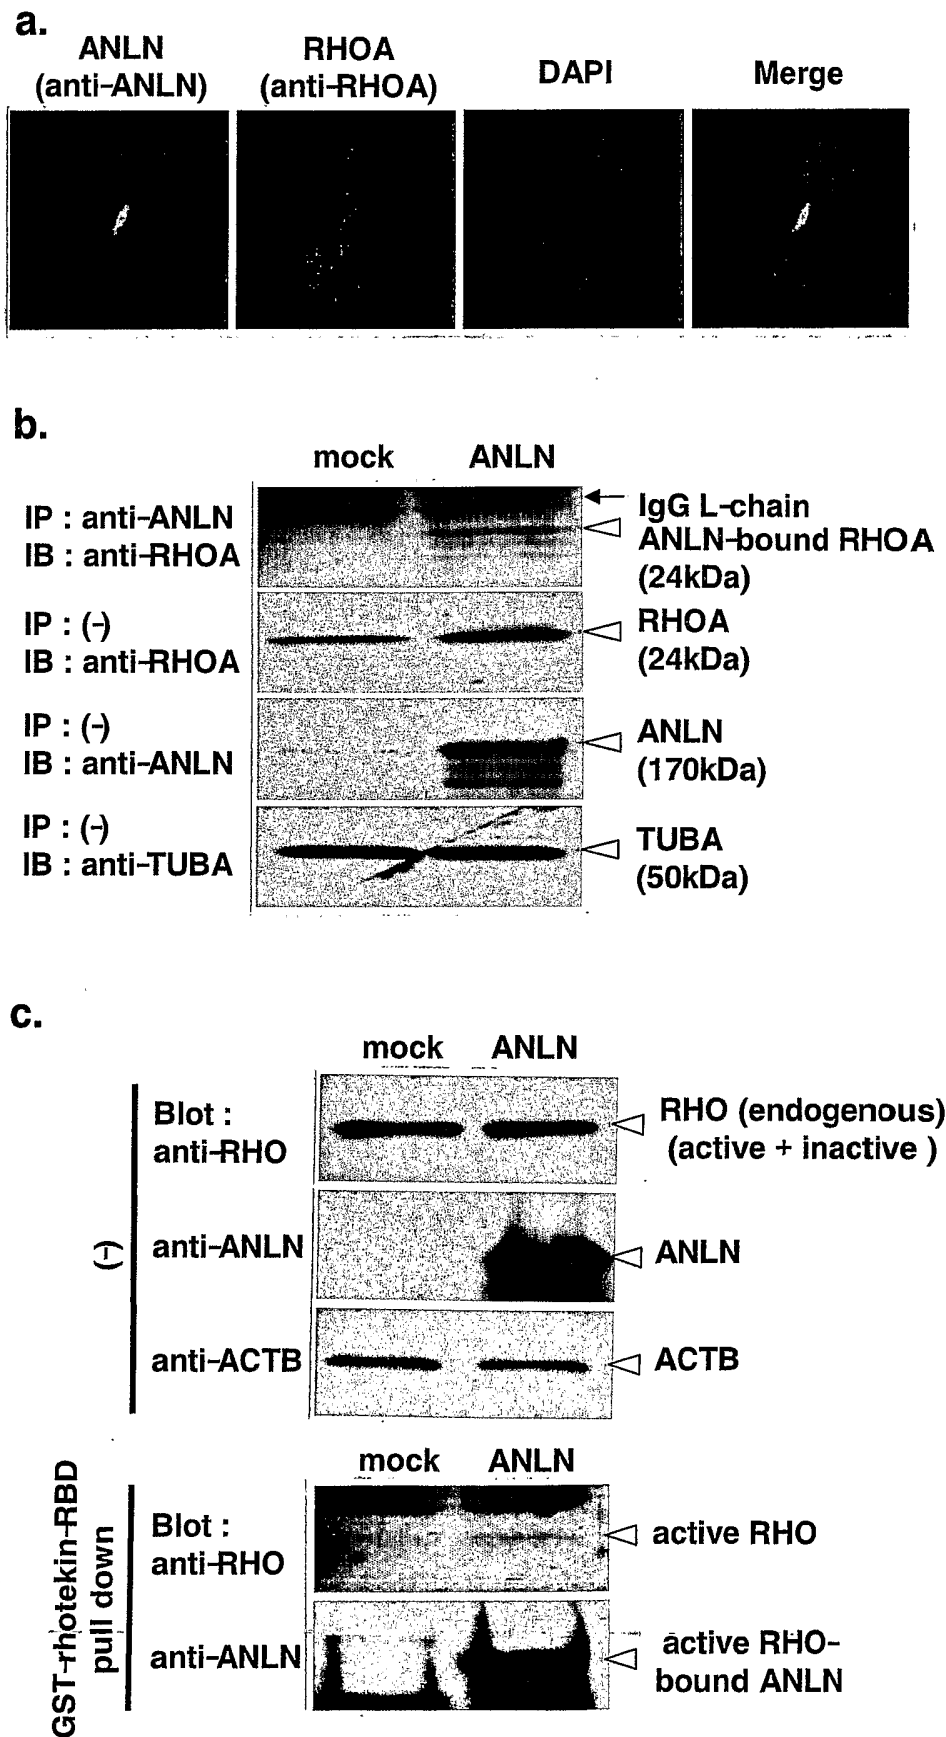 a.
ANLN
(anti-ANLN)
RHOA
(anti-RHOA)
DAPI
Merge
b.
mock
ANLN
IP : anti-ANLN
IB : anti-RHOA
IgG L-chain
ANLN-bound RHOA
(24kDa)
IP : (-)
IB : anti-RHOA
RHOA
(24kDa)
IP : (-)
IB : anti-ANLN
ANLN
(170kDa)
IP : (-)
IB : anti-TUBA
TUBA
(50kDa)
c.
mock
ANLN
(-)
Blot :
anti-RHO
RHO (endogenous)
(active + inactive )
anti-ANLN
ANLN
anti-ACTB
ACTB
mock
ANLN
GST-rhotekin-RBD
pull down
Blot :
anti-RHO
active RHO
anti-ANLN
active RHO-
bound ANLN